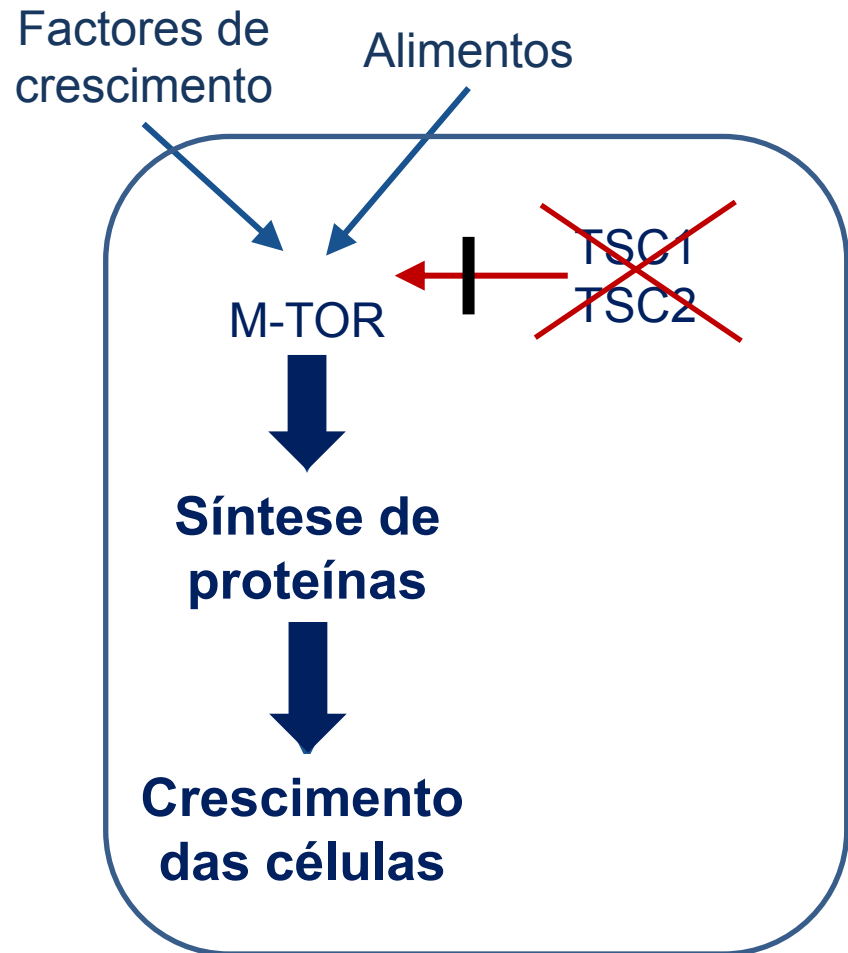 Factores de
crescimento
Alimentos
TSC1
TSC2
M-TOR
Síntese de
proteínas
Crescimento
das células